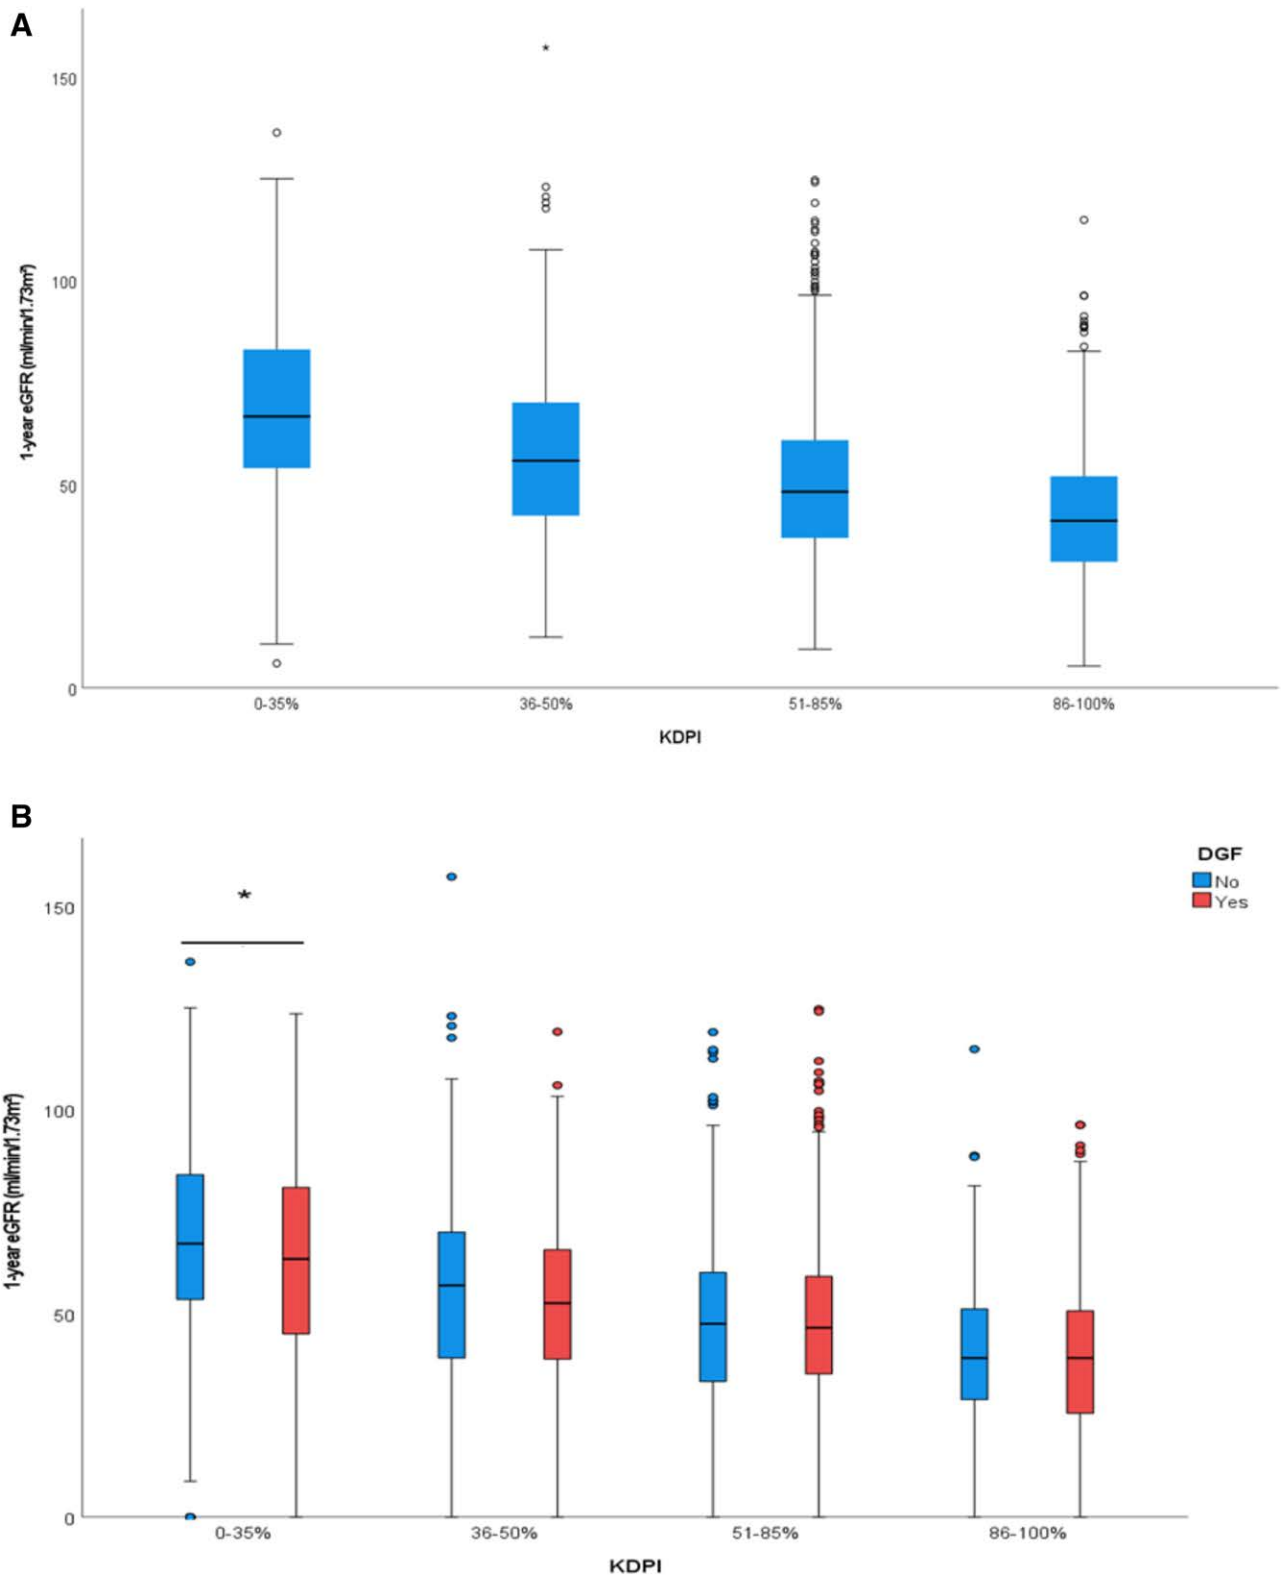 A
*
150
100
50
0
1-year eGFR (ml/min/1.73m²)
0-35%
36-50%
51-85%
86-100%
KDPI
B
DGF
No
Yes
*
150
100
50
0
1-year eGFR (ml/min/1.73m²)
0-35%
36-50%
51-85%
86-100%
KDPI